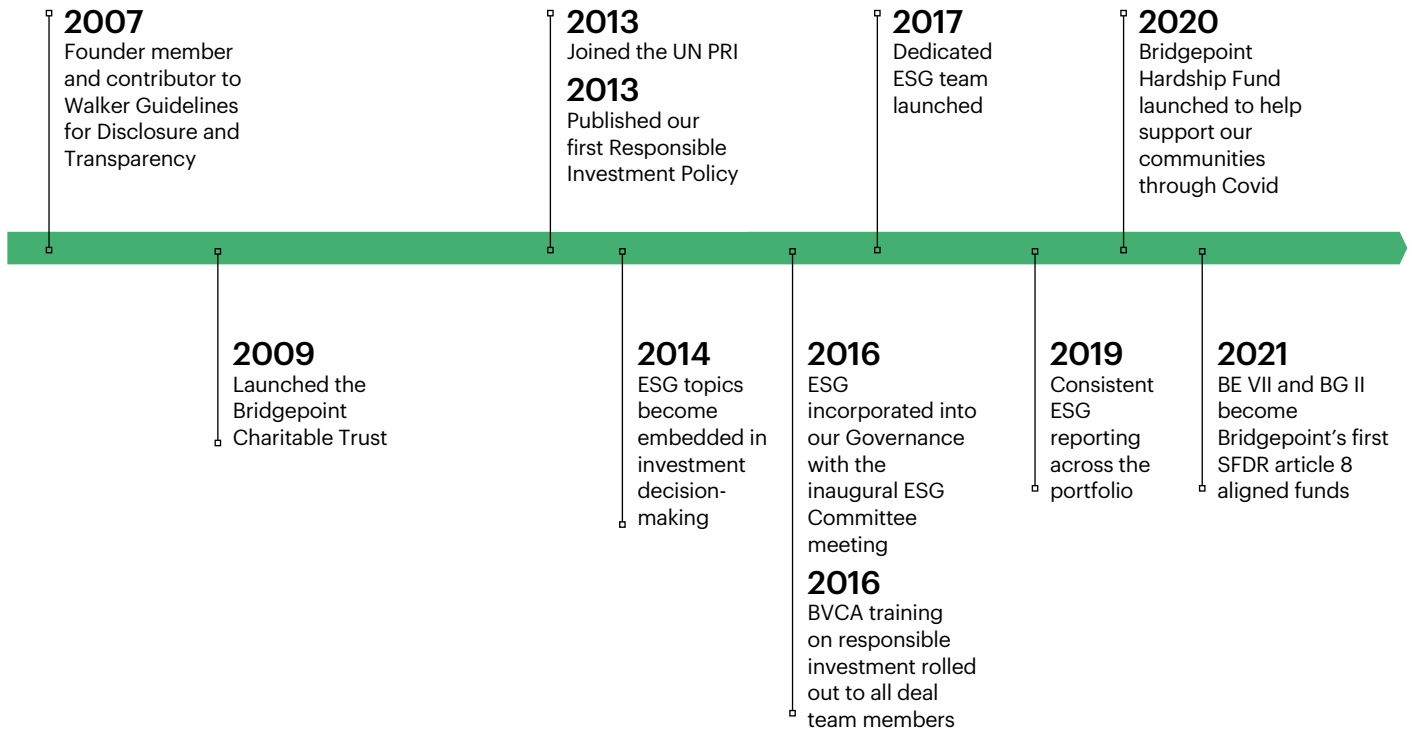 2007
Founder member
and contributor to
Walker Guidelines
for Disclosure and
Transparency
2009
Launched the
Bridgepoint
Charitable Trust
2013
Joined the UN PRI
2013
Published our
first Responsible
Investment Policy
2014
ESG topics
become
embedded in
investment
decision-
making
2016
ESG
incorporated into
our Governance
with the
inaugural ESG
Committee
meeting
2016
BVCA training
on responsible
investment rolled
out to all deal
team members
2017
Dedicated
ESG team
launched
2019
Consistent
ESG
reporting
across the
portfolio
2020
Bridgepoint
Hardship Fund
launched to help
support our
communities
through Covid
2021
BE VII and BG II
become
Bridgepoint’s first
SFDR article 8
aligned funds